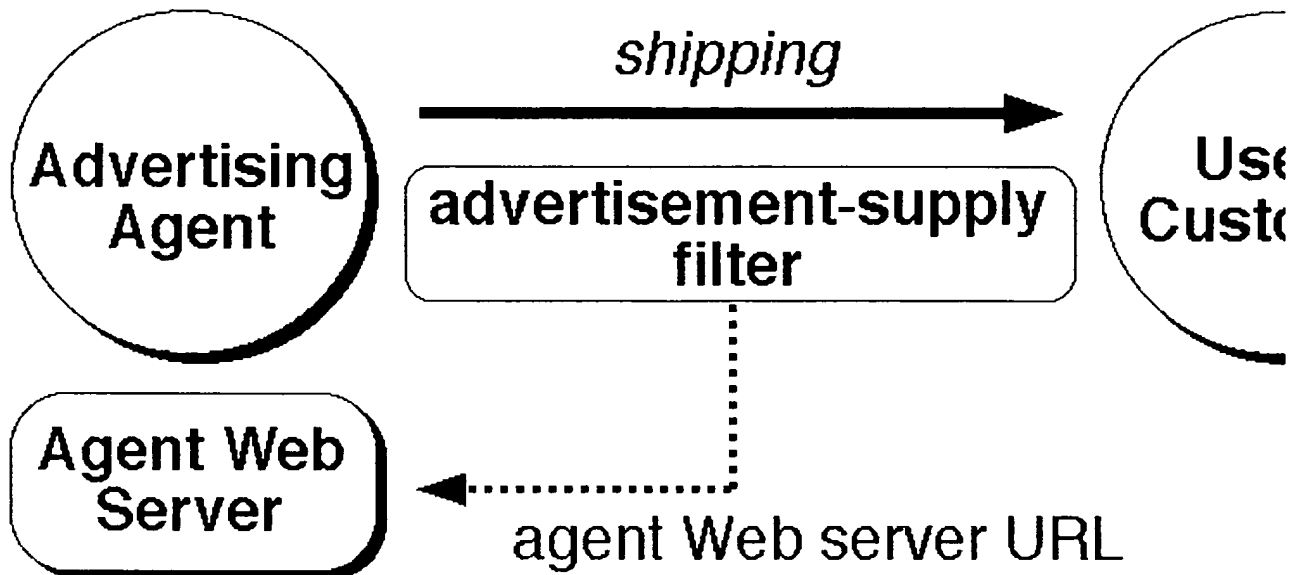 shipping
Advertising
Agent
advertisement-supply
filter
Agent Web
Server
agent Web server URL